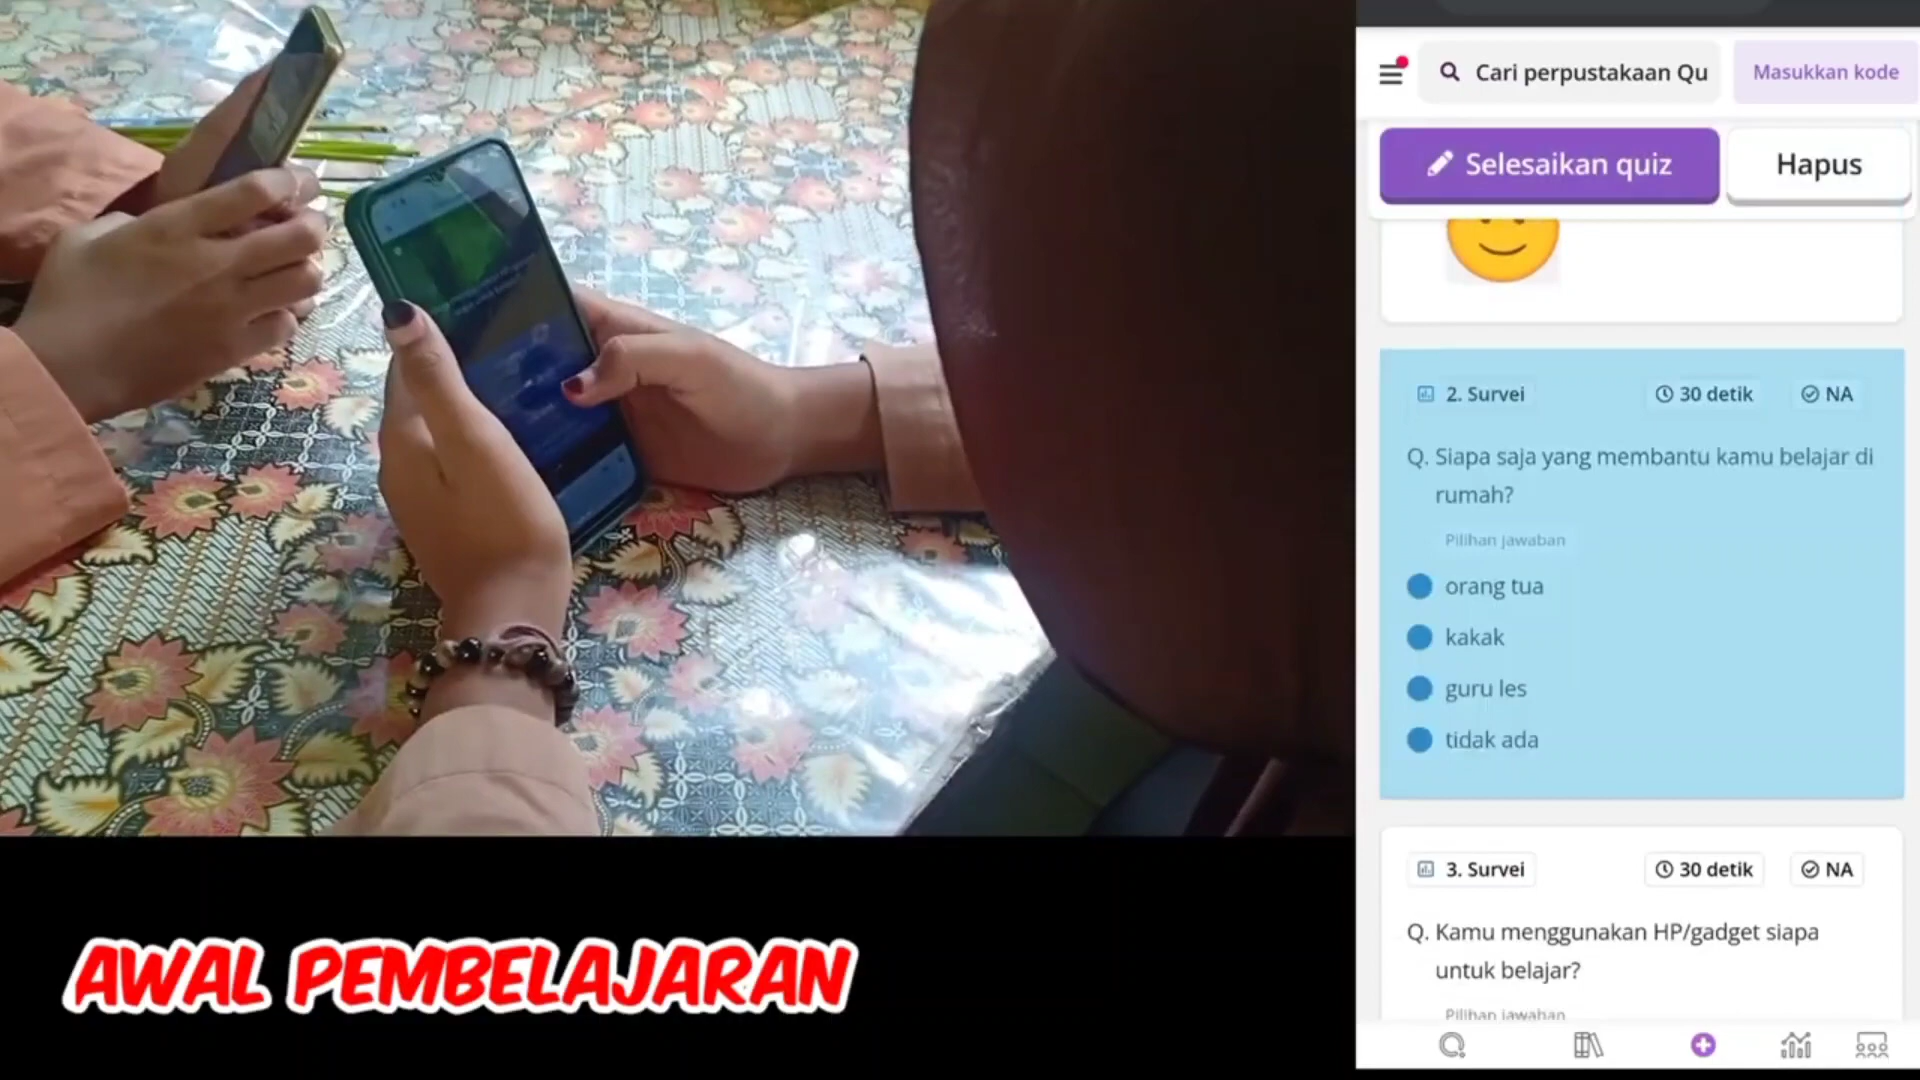 Cari perpustakaan Qu
Masukkan kode
Selesaikan quiz
Hapus
2. Survei
30 detik
NA
Q. Siapa saja yang membantu kamu belajar di
rumah?
Pilihan jawaban
orang tua
kakak
guru les
tidak ada
3. Survei
30 detik
NA
Q. Kamu menggunakan HP/gadget siapa
untuk belajar?
Pilihan jawaban
AWAL PEMBELAJARAN